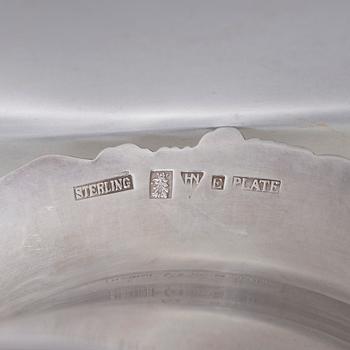 STERLING HN D PLATE